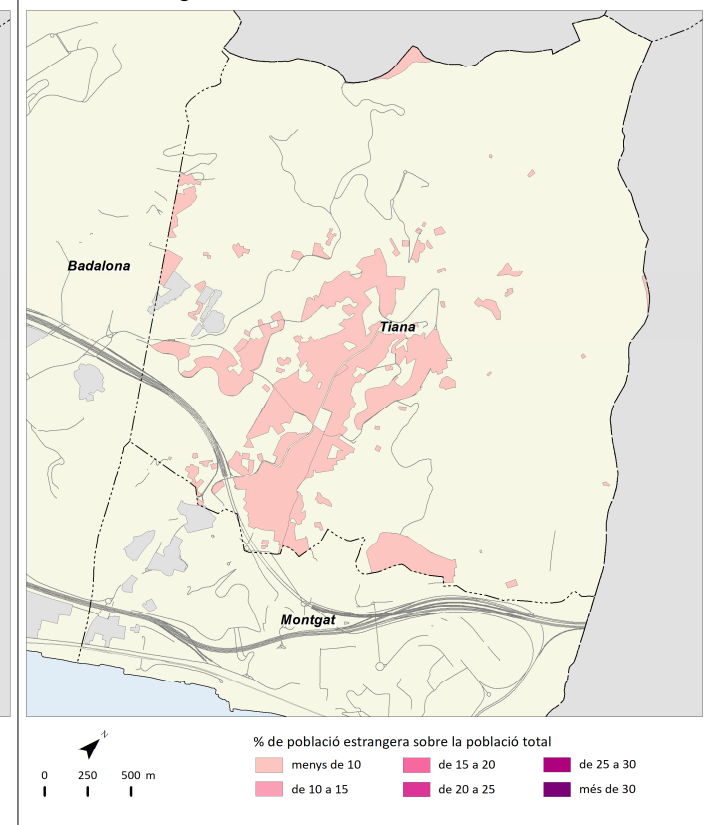 Badalona
Tiana
Montgat
N
% de població estrangera sobre la població total
0 250 500 m
menys de 10
de 15 a 20
de 25 a 30
de 10 a 15
de 20 a 25
més de 30